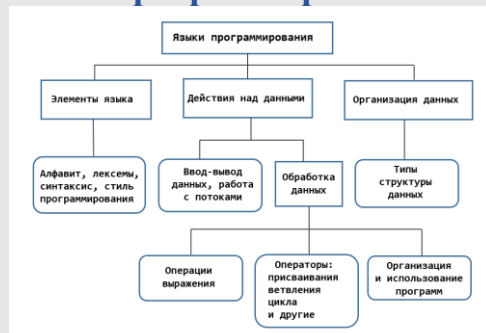 Языки программирования
Элементы языка
Действия над данными
Организация данных
Алфавит, лексемы,
синтаксис, стиль
программирования
Ввод-вывод
данных, работа
с потоками
Обработка
данных
Типы
структуры
данных
Операции
выражения
Операторы:
присваивания
ветвления
цикла
и другие
Организация
и использование
программ